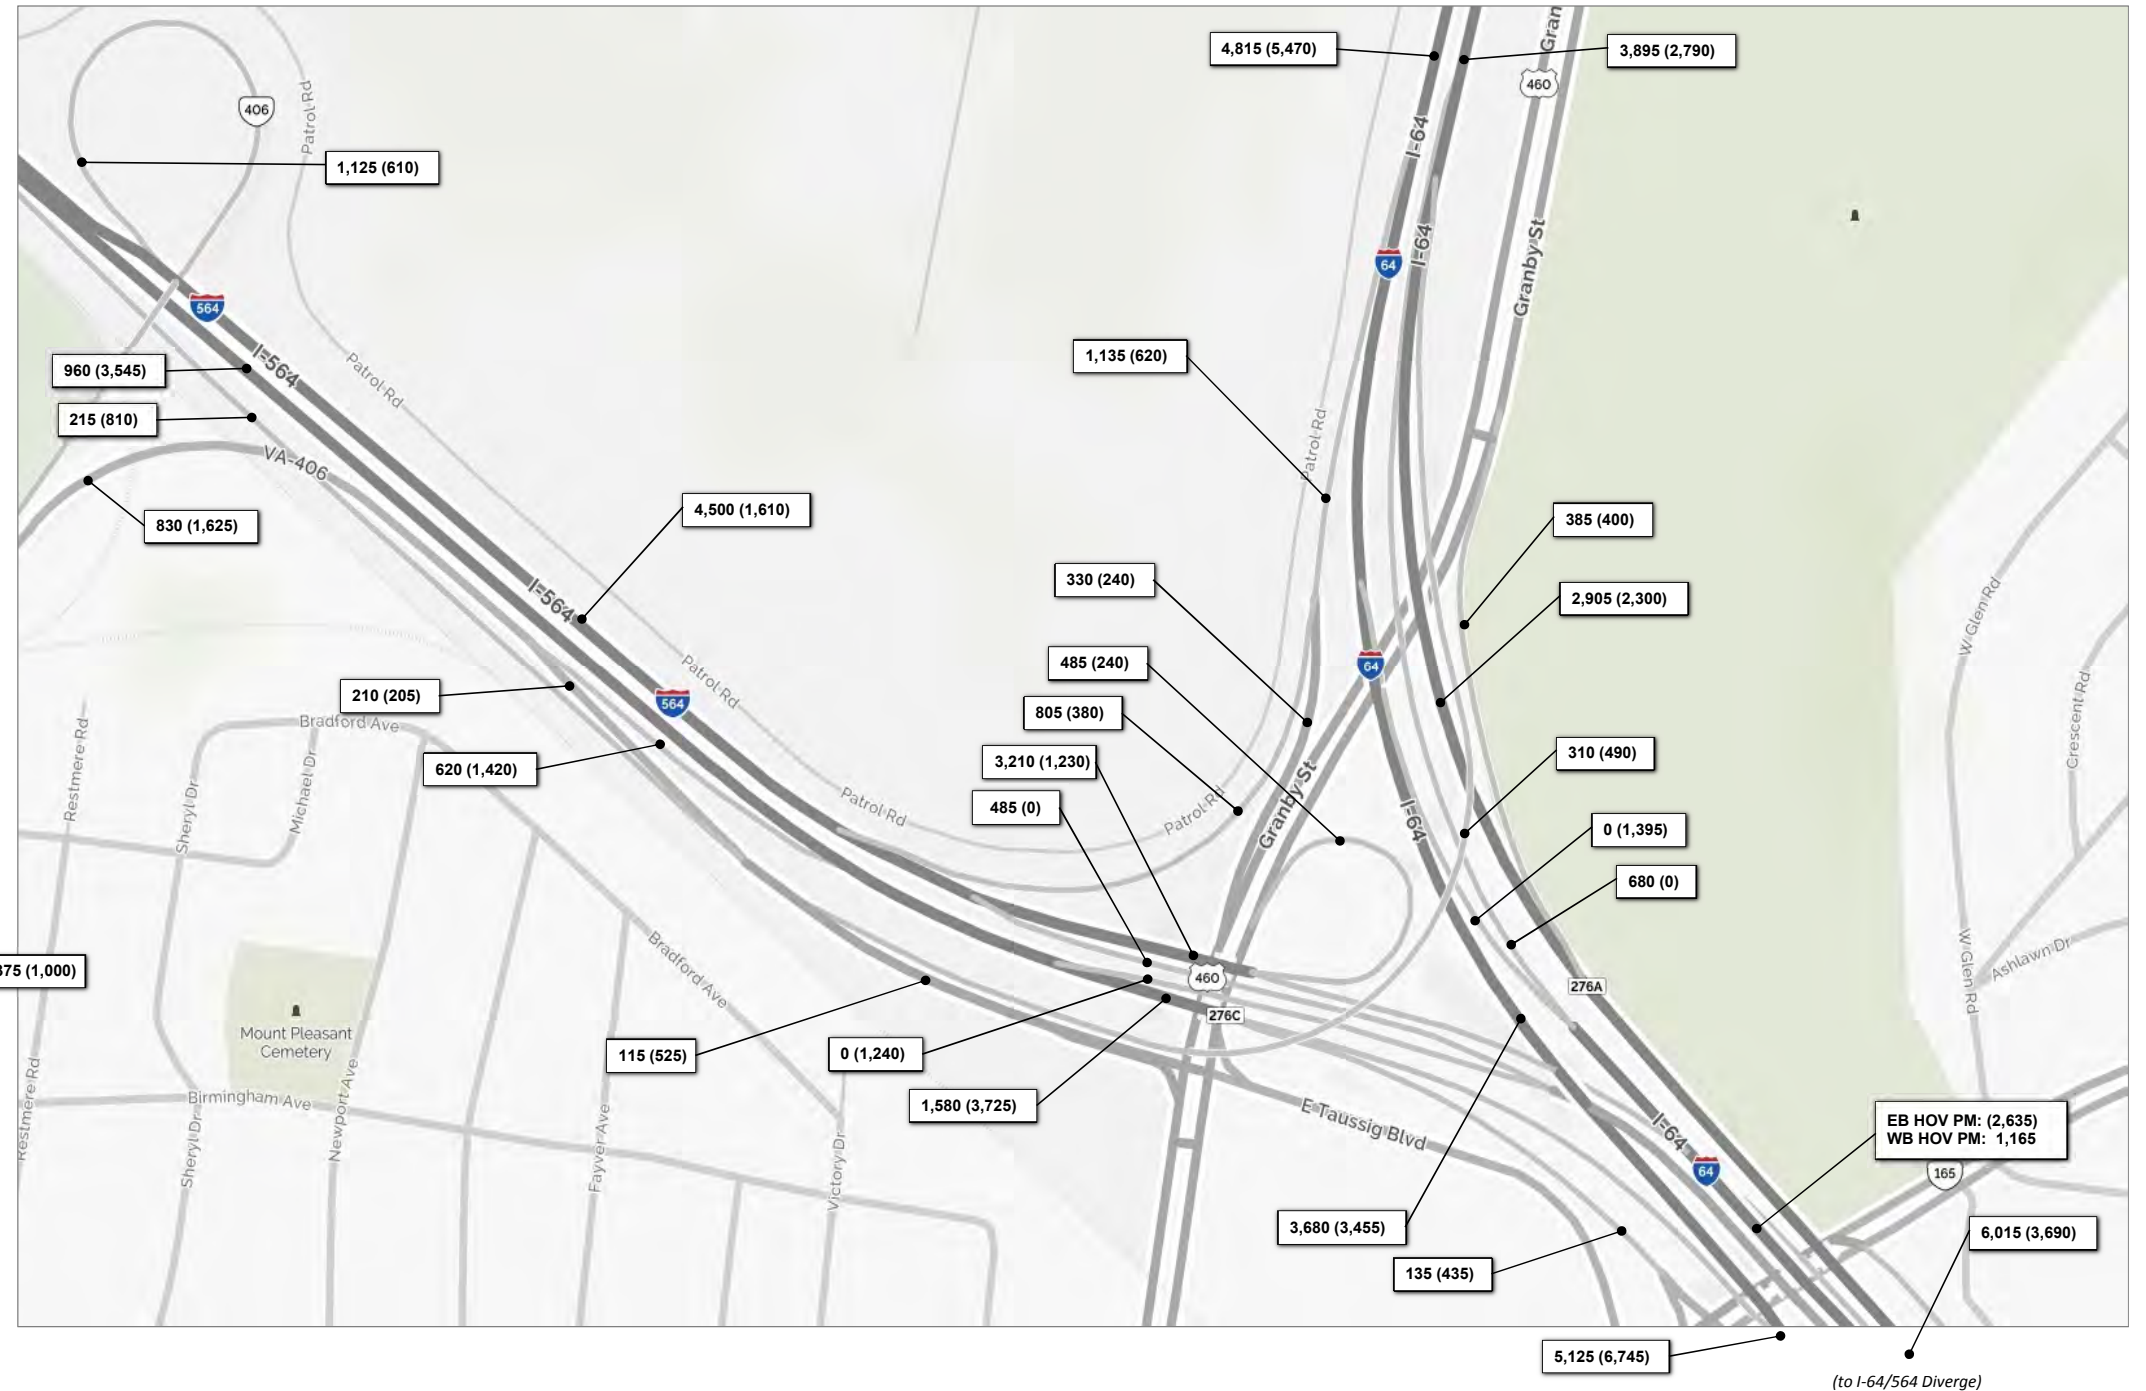 4,815 (5,470)
3,895 (2,790)
Gran
460
406
Patrol Rd
1,125 (610)
I-64
I-64
64
Granby St
564
I-564
960 (3,545)
215 (810)
Patrol Rd
VA-406
1,135 (620)
Patrol Rd
830 (1,625)
4,500 (1,610)
385 (400)
I-564
330 (240)
2,905 (2,300)
W Glen Rd
485 (240)
64
Patrol Rd
210 (205)
564
805 (380)
Crescent Rd
Bradford Ave
Restmere Rd
Michael Dr
Sheryl Dr
620 (1,420)
3,210 (1,230)
310 (490)
485 (0)
Patrol Rd
Patrol Rd
Granby St
I-64
0 (1,395)
680 (0)
375 (1,000)
Bradford Ave
460
276C
276A
W Glen Rd
Ashlawn Dr
Mount Pleasant
Cemetery
115 (525)
0 (1,240)
1,580 (3,725)
Birmingham Ave
Restmere Rd
Sheryl Dr
Newport Ave
Fayver Ave
Victory Dr
E Taussig Blvd
I-64
64
EB HOV PM: (2,635)
WB HOV PM: 1,165
165
3,680 (3,455)
135 (435)
6,015 (3,690)
5,125 (6,745)
(to I-64/564 Diverge)